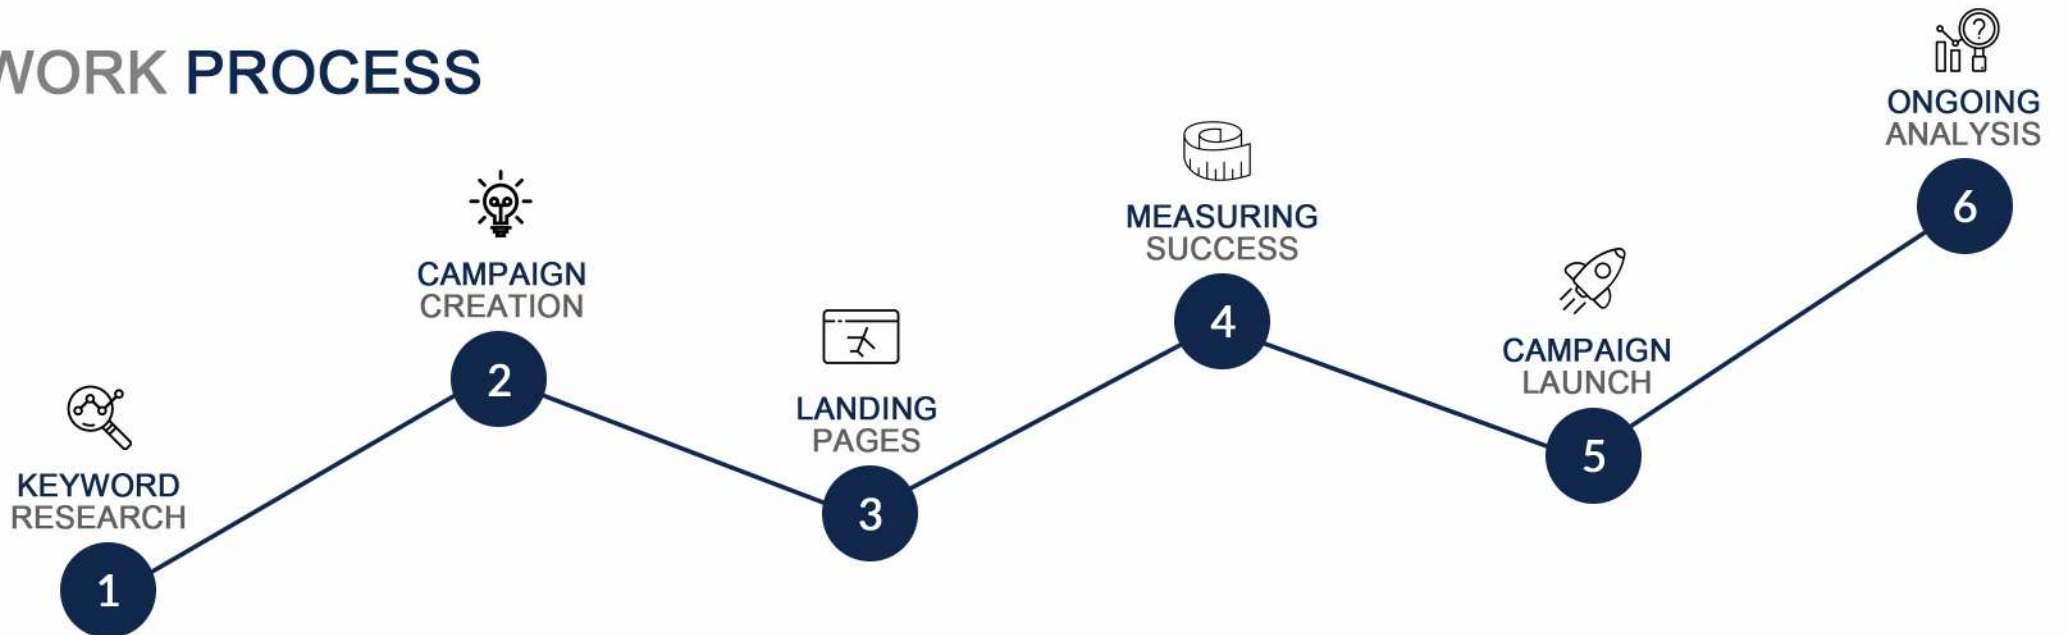 WORK PROCESS
KEYWORD
RESEARCH
1
CAMPAIGN
CREATION
2
LANDING
PAGES
3
MEASURING
SUCCESS
4
CAMPAIGN
LAUNCH
5
?
ONGOING
ANALYSIS
6